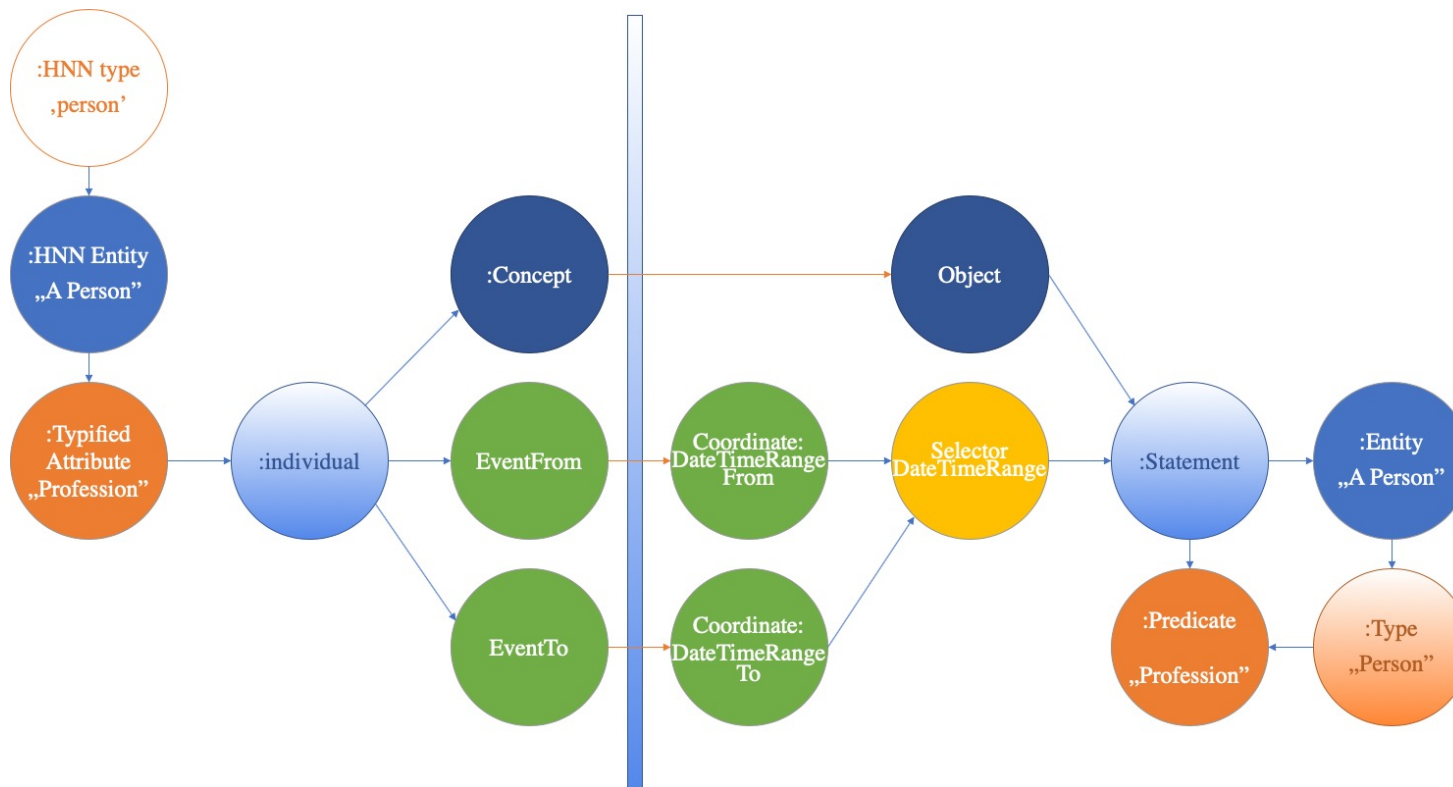 :HNN type
‚person’
:HNN Entity
„A Person”
:Concept
Object
:Typified
Attribute
„Profession”
:individual
EventFrom
Coordinate:
DateTimeRange
From
Selector
DateTimeRange
:Statement
:Entity
„A Person”
EventTo
Coordinate:
DateTimeRange
To
:Predicate
„Profession”
:Type
„Person”